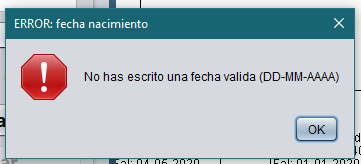 ERROR: fecha nacimiento
No has escrito una fecha valida (DD-MM-AAAA)
OK